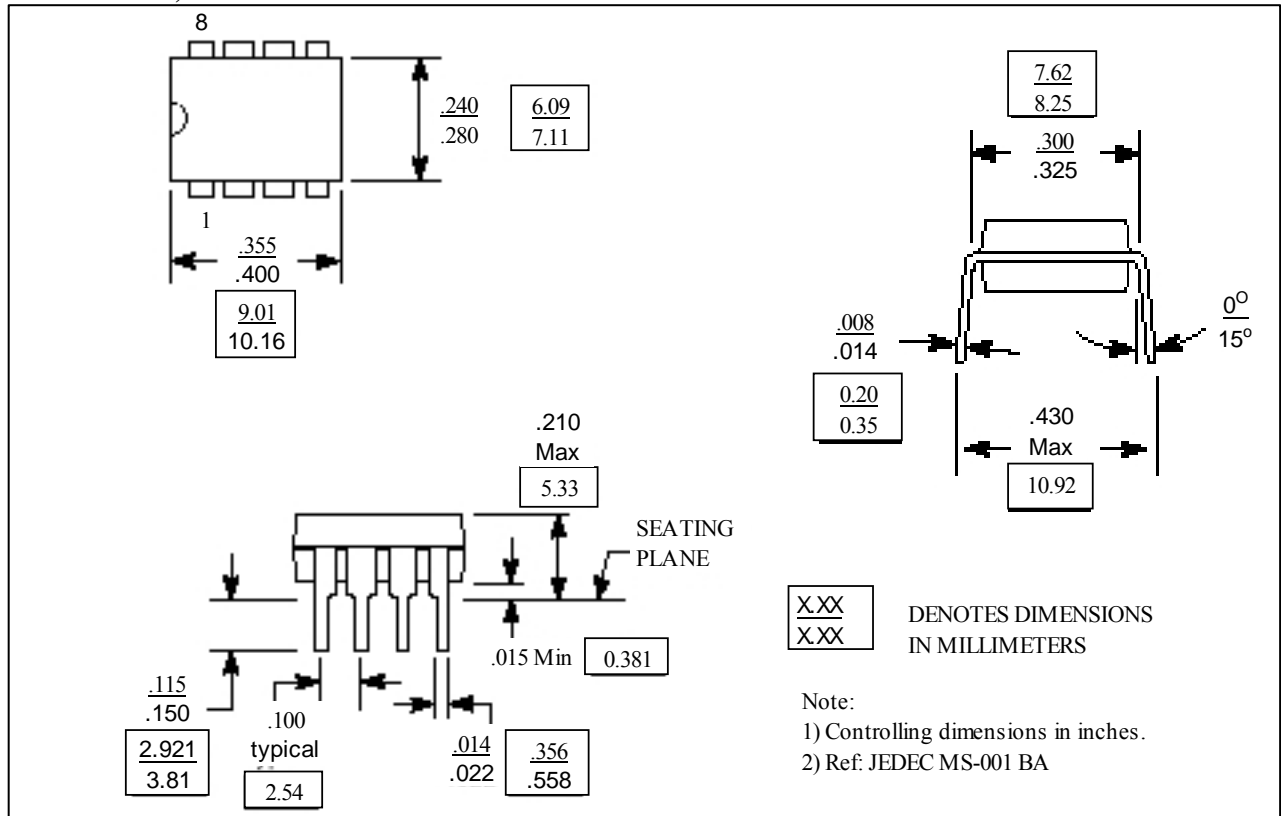 8
.240
.280
6.09
7.11
1
.355
.400
9.01
10.16
7.62
8.25
.300
.325
.008
.014
0.20
0.35
0O
15o
.430
Max
10.92
.210
Max
5.33
SEATING
PLANE
.015 Min
0.381
.115
.150
2.921
3.81
.100
typical
2.54
.014
.022
.356
.558
X.XX
X.XX
DENOTES DIMENSIONS
IN MILLIMETERS
Note:
1) Controlling dimensions in inches.
2) Ref: JEDEC MS-001 BA